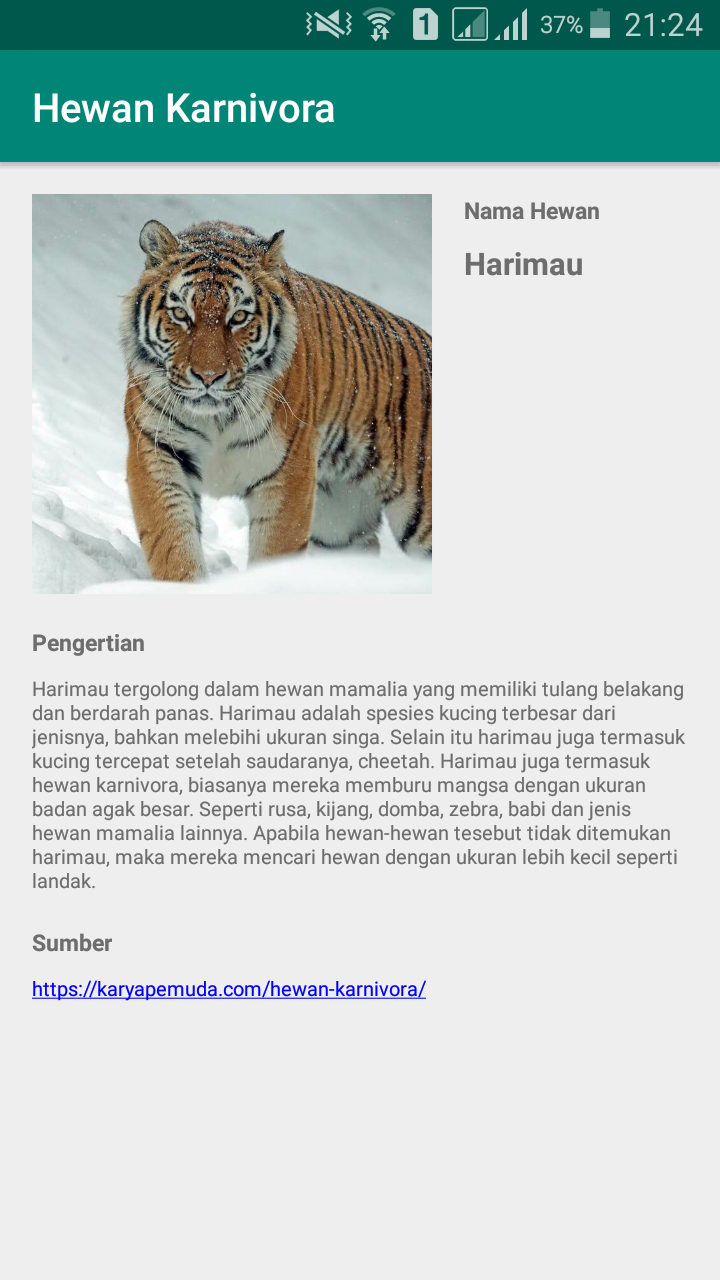 1
37%
21:24
Hewan Karnivora
Nama Hewan
Harimau
Pengertian
Harimau tergolong dalam hewan mamalia yang memiliki tulang belakang
dan berdarah panas. Harimau adalah spesies kucing terbesar dari
jenisnya, bahkan melebihi ukuran singa. Selain itu harimau juga termasuk
kucing tercepat setelah saudaranya, cheetah. Harimau juga termasuk
hewan karnivora, biasanya mereka memburu mangsa dengan ukuran
badan agak besar. Seperti rusa, kijang, domba, zebra, babi dan jenis
hewan mamalia lainnya. Apabila hewan-hewan tesebut tidak ditemukan
harimau, maka mereka mencari hewan dengan ukuran lebih kecil seperti
landak.
Sumber
https://karyapemuda.com/hewan-karnivora/